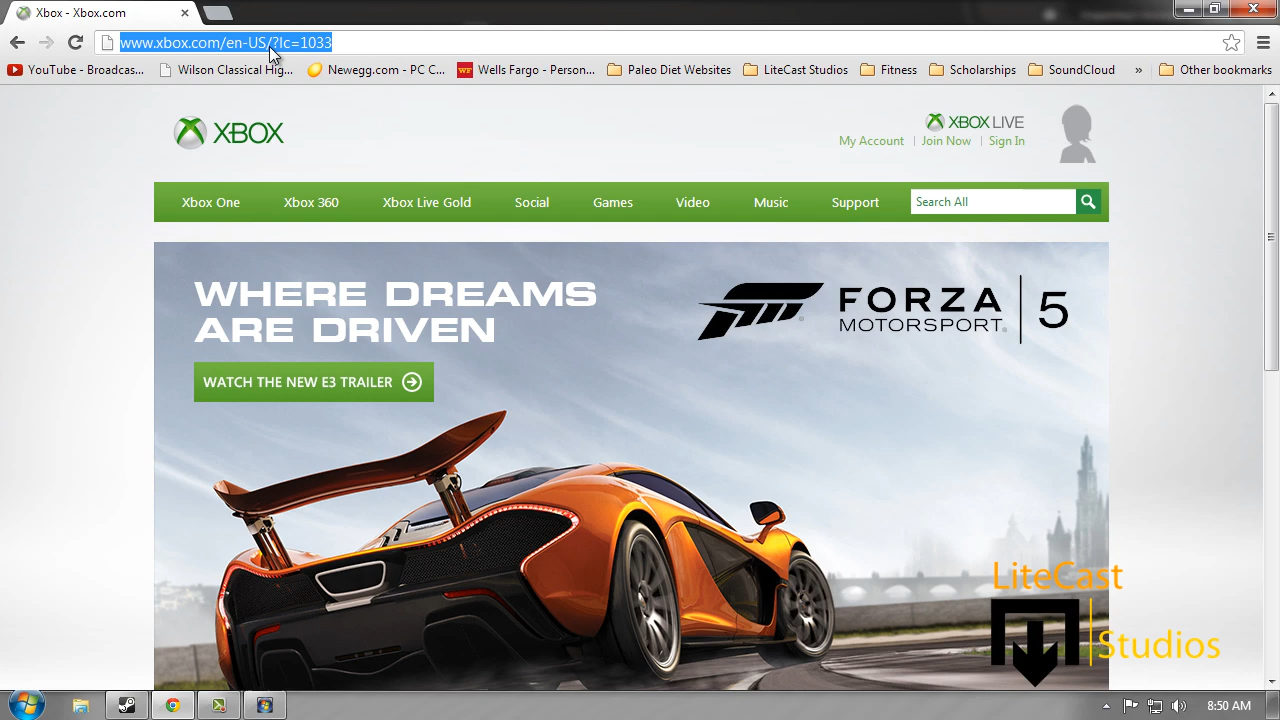 Xbox - Xbox.com
www.xbox.com/en-US/?lc=1033
YouTube - Broadcas... Wilson Classical Hig... Newegg.com - PC C... Wells Fargo - Person... Paleo Diet Websites LiteCast Studios Fitness Scholarships SoundCloud » Other bookmarks
XBOX
XBOX LIVE
My Account | Join Now | Sign In
Xbox One Xbox 360 Xbox Live Gold Social Games Video Music Support Search All
WHERE DREAMS
ARE DRIVEN
FORZA
MOTORSPORT® 5
WATCH THE NEW E3 TRAILER
LiteCast
Studios
8:50 AM